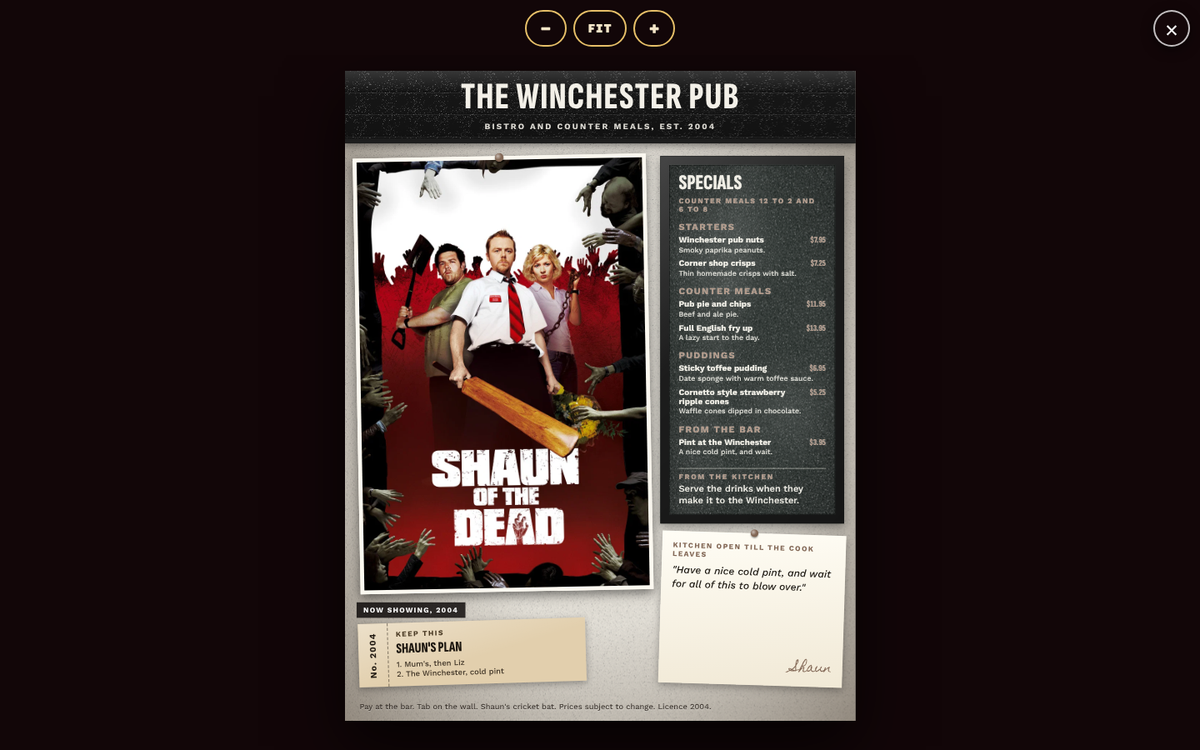 − FIT + ×
THE WINCHESTER PUB
BISTRO AND COUNTER MEALS, EST. 2004
SHAUN
OF THE
DEAD
NOW SHOWING, 2004
No. 2004
KEEP THIS
SHAUN'S PLAN
1. Mum's, then Liz
2. The Winchester, cold pint
SPECIALS
COUNTER MEALS 12 TO 2 AND
6 TO 8
STARTERS
Winchester pub nuts $7.95
Smoky paprika peanuts.
Corner shop crisps $7.25
Thin homemade crisps with salt.
COUNTER MEALS
Pub pie and chips $11.95
Beef and ale pie.
Full English fry up $13.95
A lazy start to the day.
PUDDINGS
Sticky toffee pudding $6.95
Date sponge with warm toffee sauce.
Cornetto style strawberry $5.25
ripple cones
Waffle cones dipped in chocolate.
FROM THE BAR
Pint at the Winchester $3.95
A nice cold pint, and wait.
FROM THE KITCHEN
Serve the drinks when they
make it to the Winchester.
KITCHEN OPEN TILL THE COOK
LEAVES
"Have a nice cold pint, and wait
for all of this to blow over."
Shaun
Pay at the bar. Tab on the wall. Shaun's cricket bat. Prices subject to change. Licence 2004.